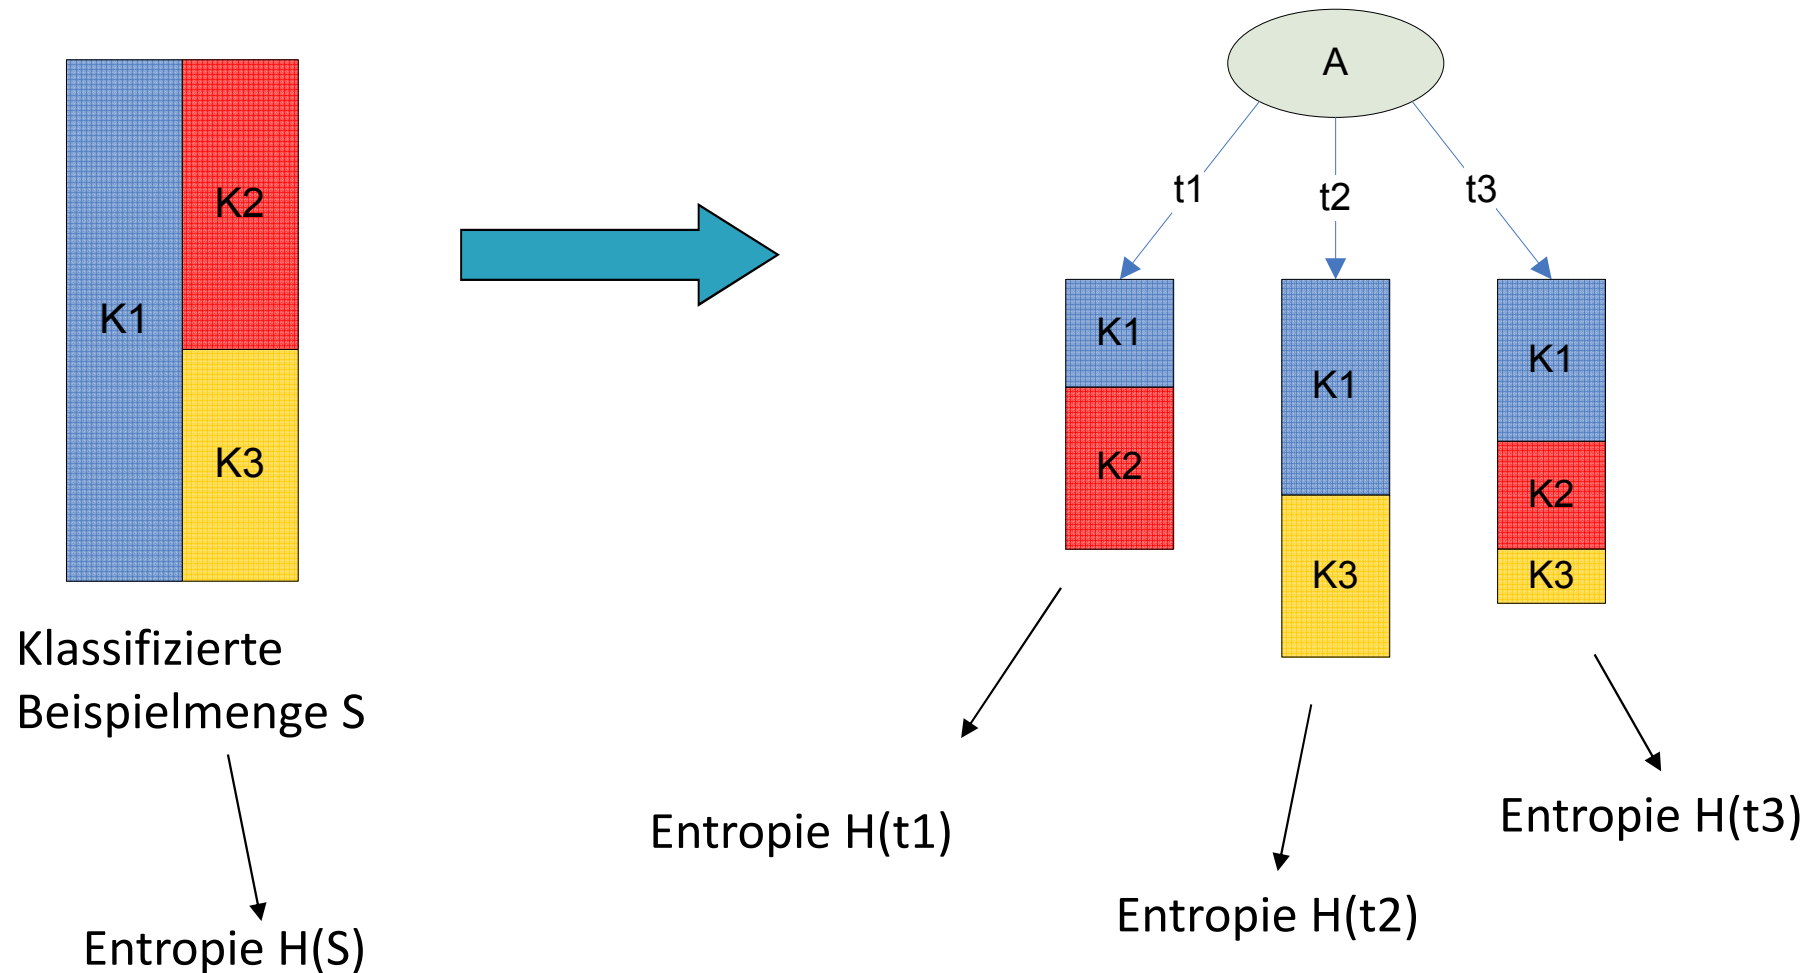 A
t1
t2
t3
K1
K2
K3
K1
K2
K1
K3
K1
K2
K3
Klassifizierte
Beispielmenge S
Entropie H(S)
Entropie H(t1)
Entropie H(t2)
Entropie H(t3)